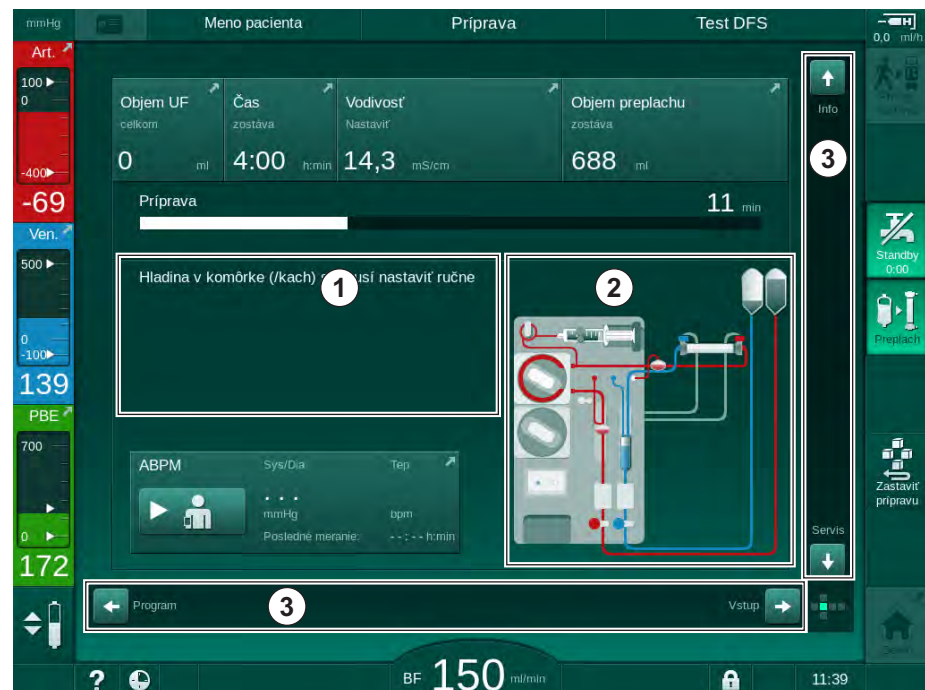 mmHg
Meno pacienta
Príprava
Test DFS
H
0,0 ml/h
Art.
100
0
-400
-69
Ven.
500
0
-100
139
PBE
700
0
172
Objem UF
celkom
0 ml
Čas
zostáva
4:00 h:min
Vodivosť
Nastaviť
14,3 mS/cm
Objem preplachu
zostáva
688 ml
Príprava
11 min
Hladina v komôrke (/kach) usí nastaviť ručne
1
2
ABPM
Sys/Dia
Tep
. . .
mmHg
bpm
Posledné meranie:
--:-- h:min
Info
3
Servis
Program
3
Vstup
Standby
0:00
Preplach
Zastaviť
prípravu
?
BF 150 ml/min
11:39